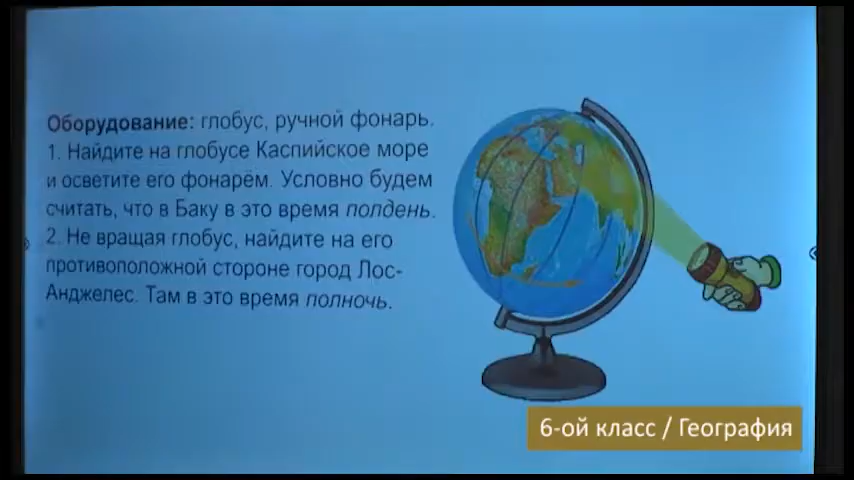 Оборудование: глобус, ручной фонарь.
1. Найдите на глобусе Каспийское море
и осветите его фонарём. Условно будем
считать, что в Баку в это время полдень.
2. Не вращая глобус, найдите на его
противоположной стороне город Лос-
Анджелес. Там в это время полночь.
6-ой класс / География